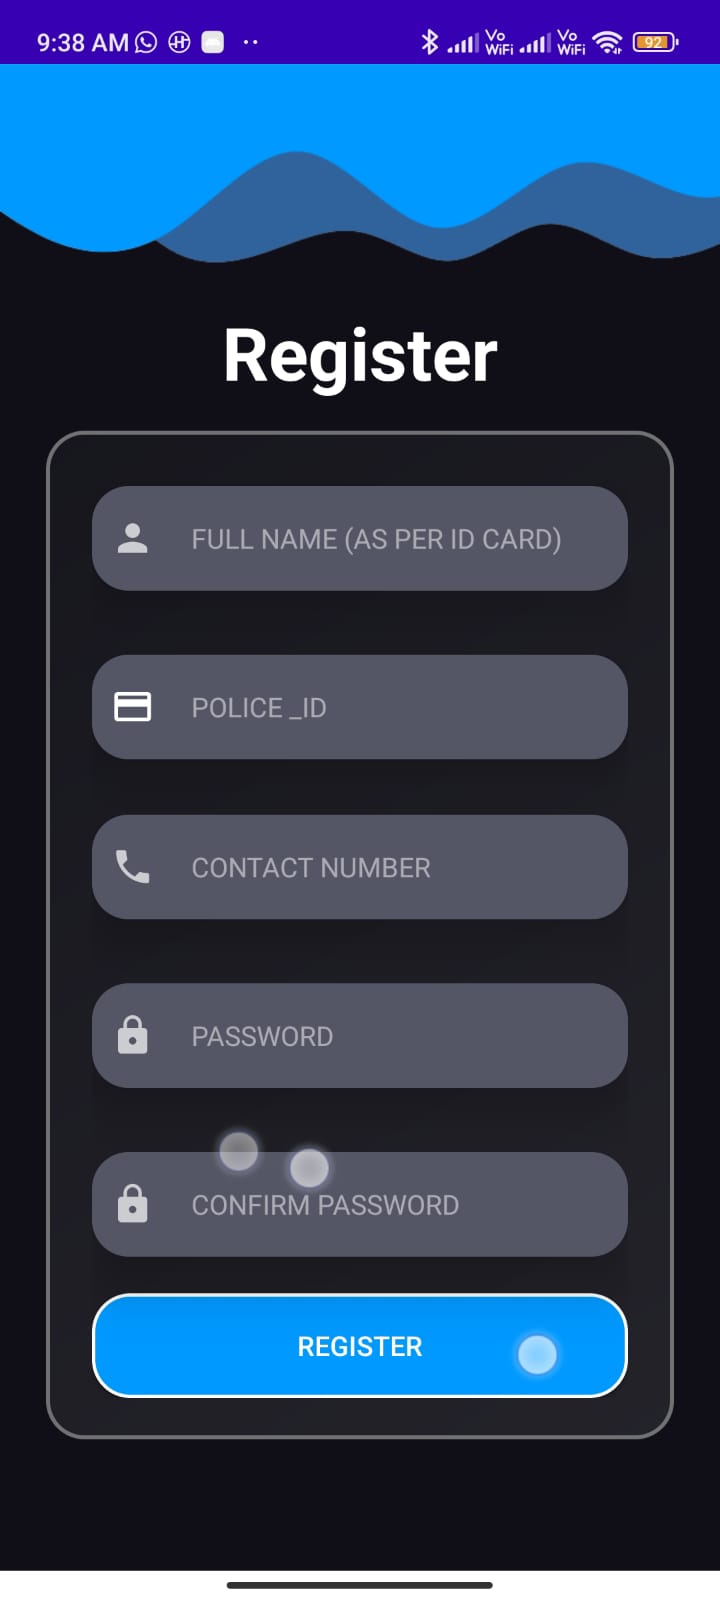 9:38 AM
Vo
WiFi
Vo
WiFi
92
Register
FULL NAME (AS PER ID CARD)
POLICE _ID
CONTACT NUMBER
PASSWORD
CONFIRM PASSWORD
REGISTER